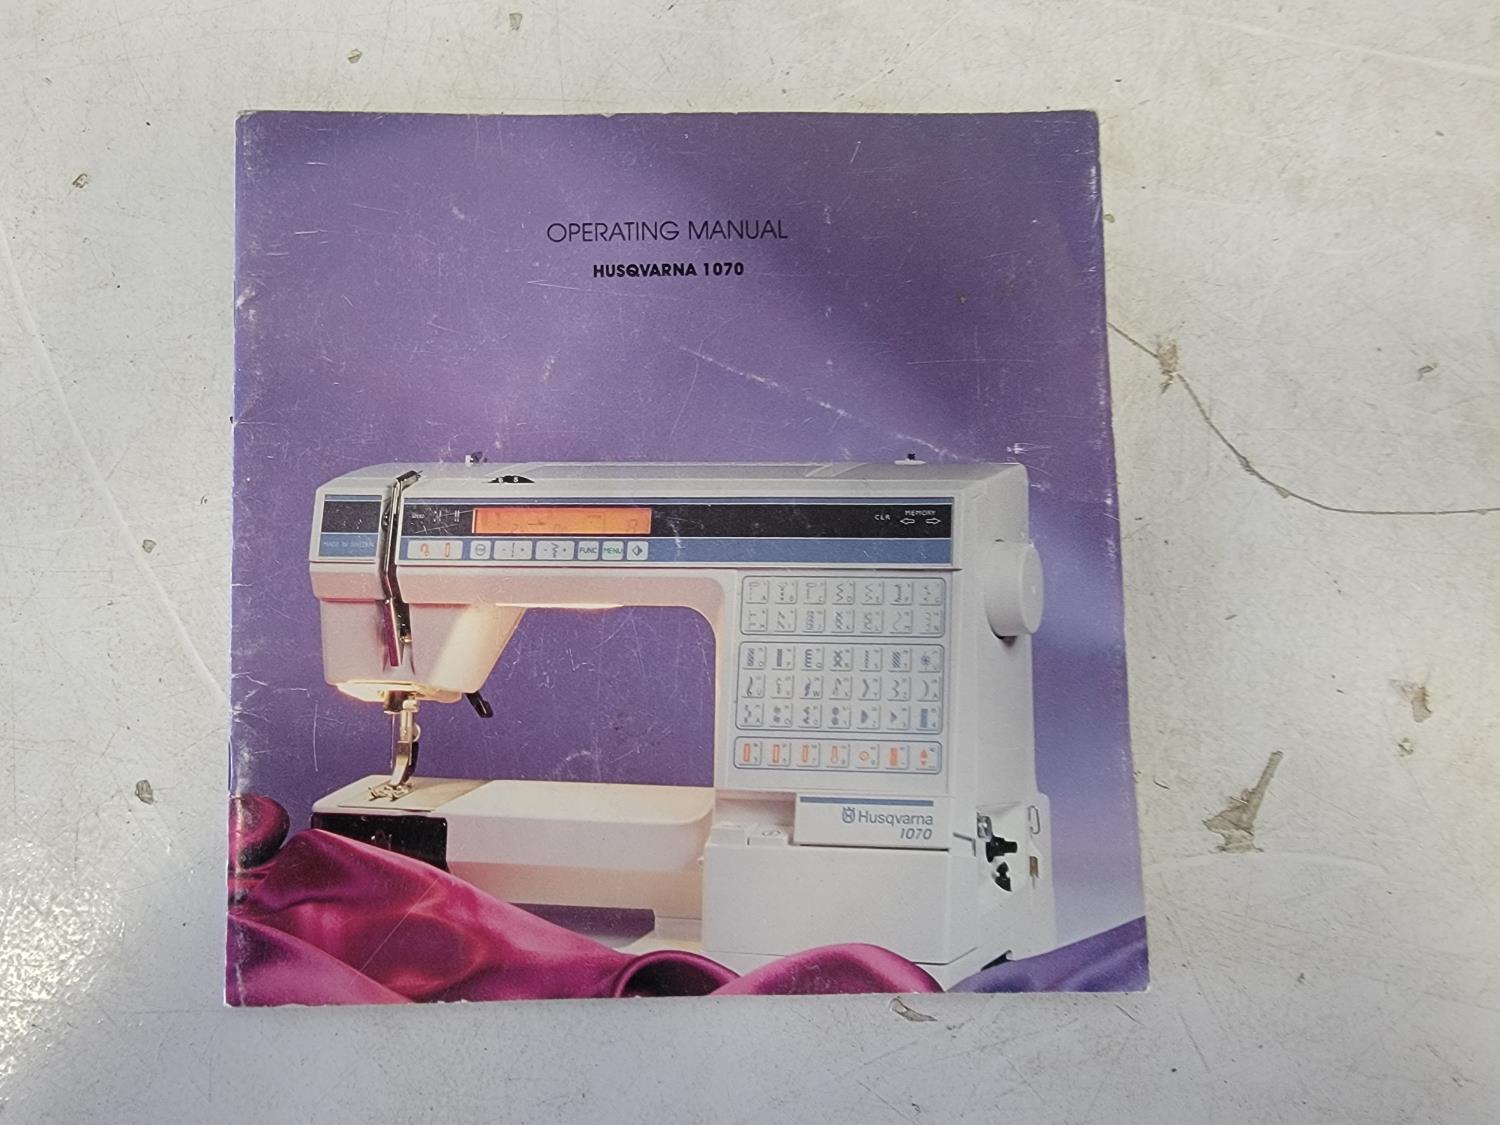 OPERATING MANUAL
HUSQVARNA 1070
MADE IN SWEDEN
CLR
MEMORY
FUNC
MENU
Husqvarna
1070